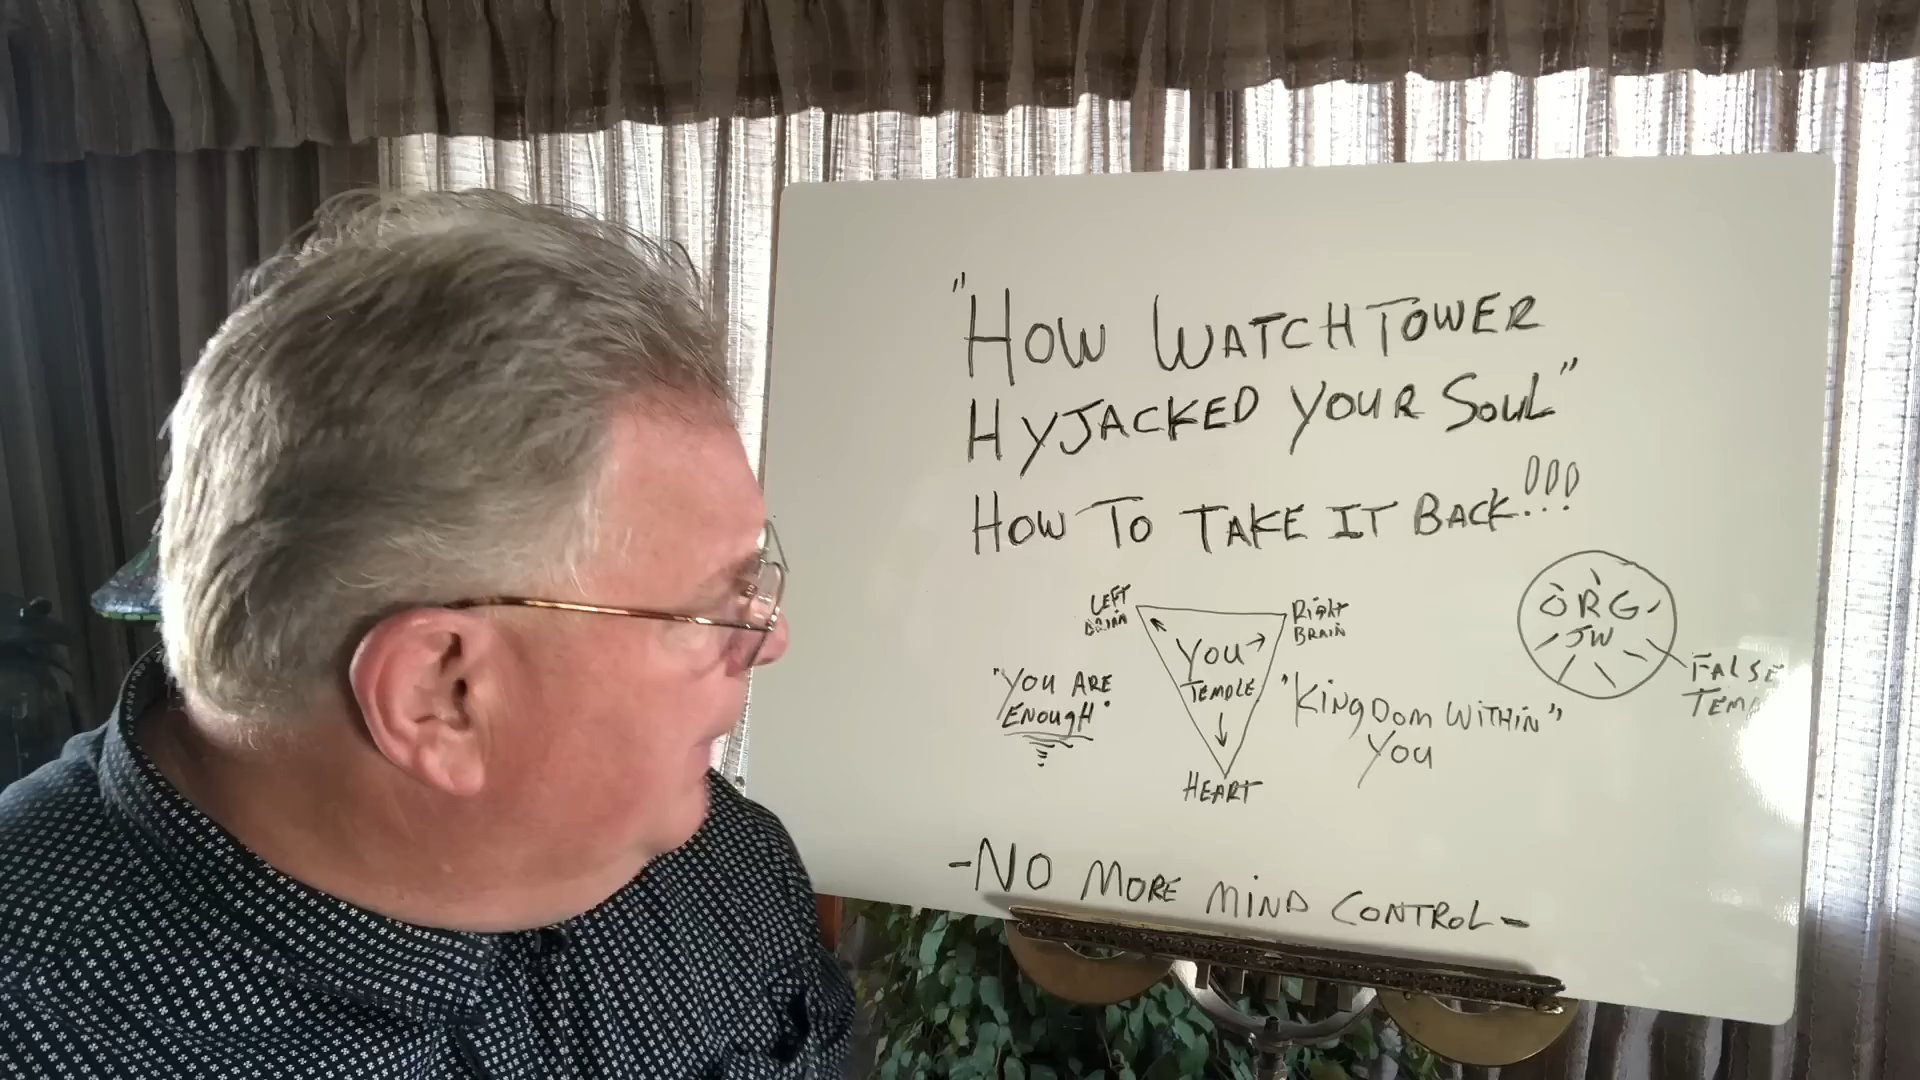 "HOW WATCHTOWER
HYJACKED YOUR SOUL"
HOW TO TAKE IT BACK!!!
LEFT
BRAIN
Right
BRAIN
YOU
TEMPLE
HEART
"YOU ARE
ENOUGH"
"KINGDOM WITHIN"
YOU
ORG
JW
FALSE
-NO MORE MIND CONTROL-